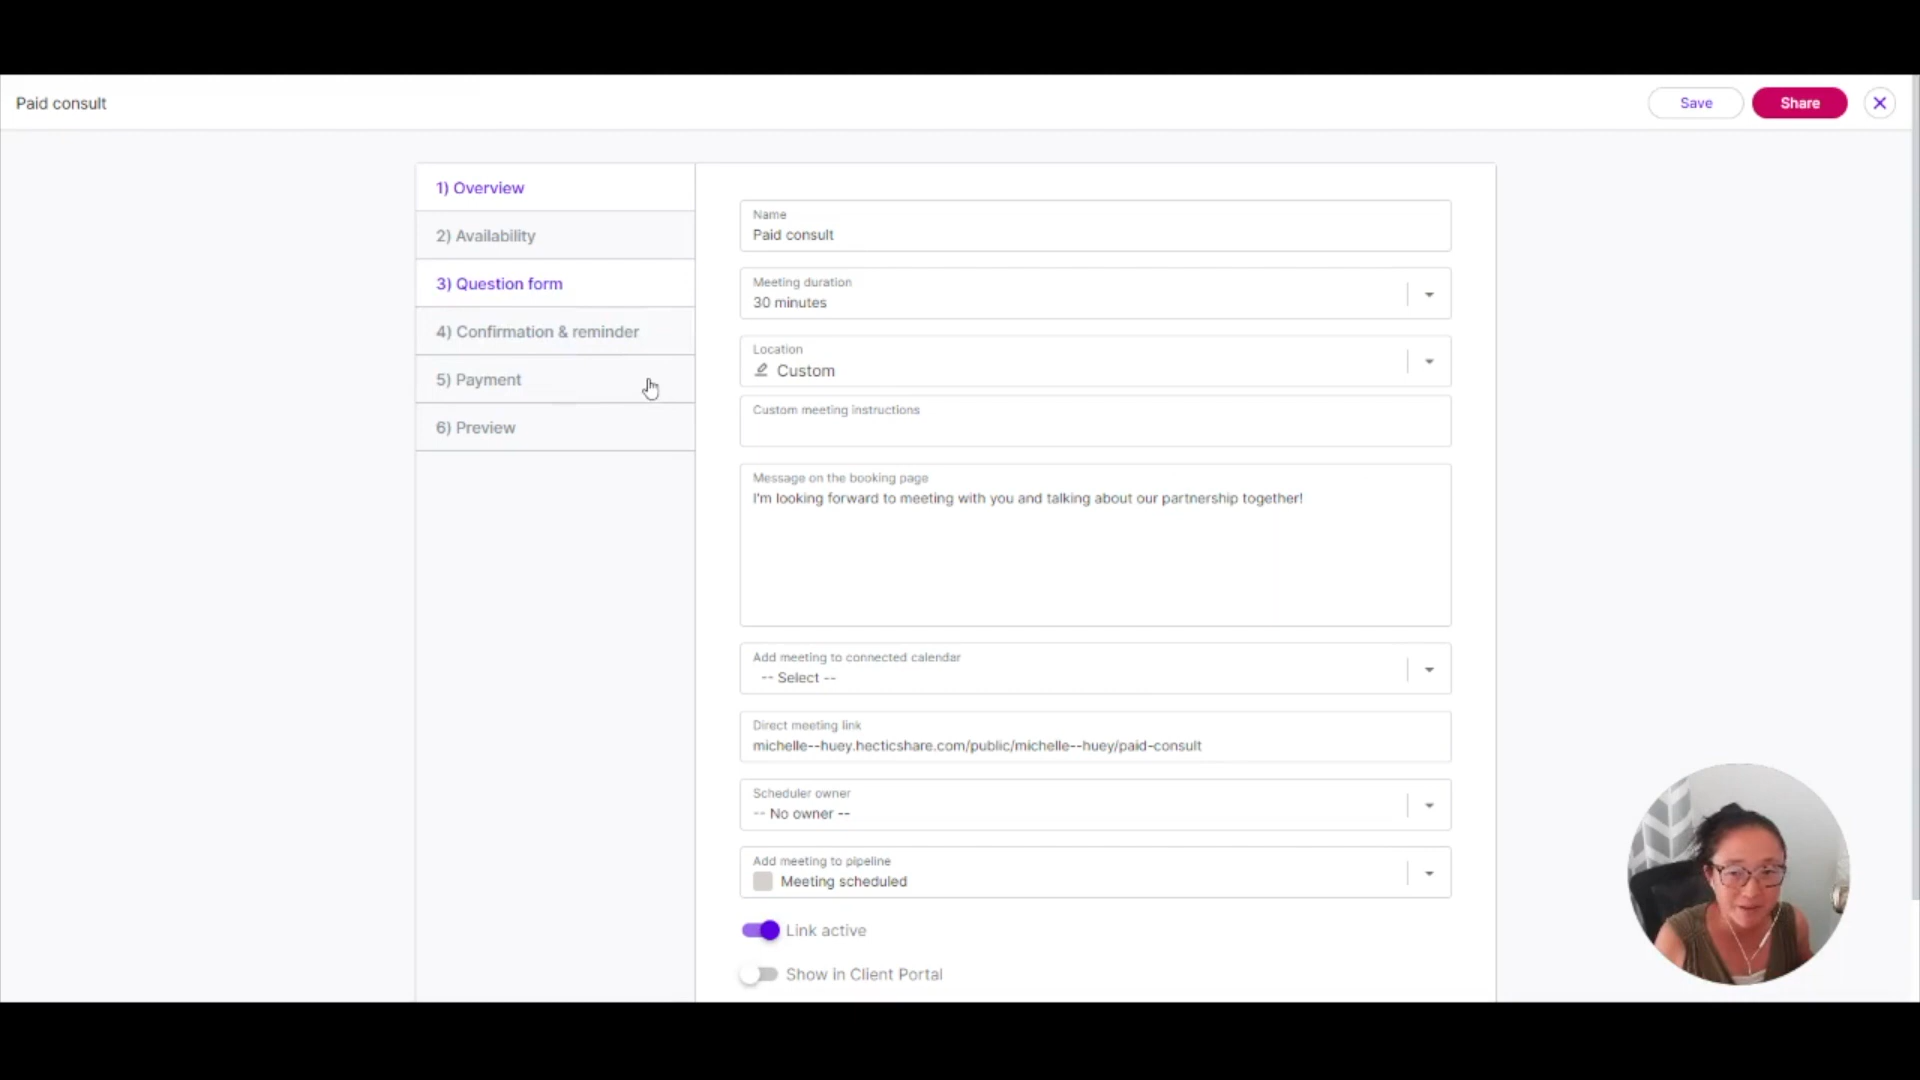 Paid consult
Save
Share
1) Overview
2) Availability
3) Question form
4) Confirmation & reminder
5) Payment
6) Preview
Name
Paid consult
Meeting duration
30 minutes
Location
Custom
Custom meeting instructions
Message on the booking page
I'm looking forward to meeting with you and talking about our partnership together!
Add meeting to connected calendar
-- Select --
Direct meeting link
michelle--huey.hecticshare.com/public/michelle--huey/paid-consult
Scheduler owner
-- No owner --
Add meeting to pipeline
Meeting scheduled
Link active
Show in Client Portal